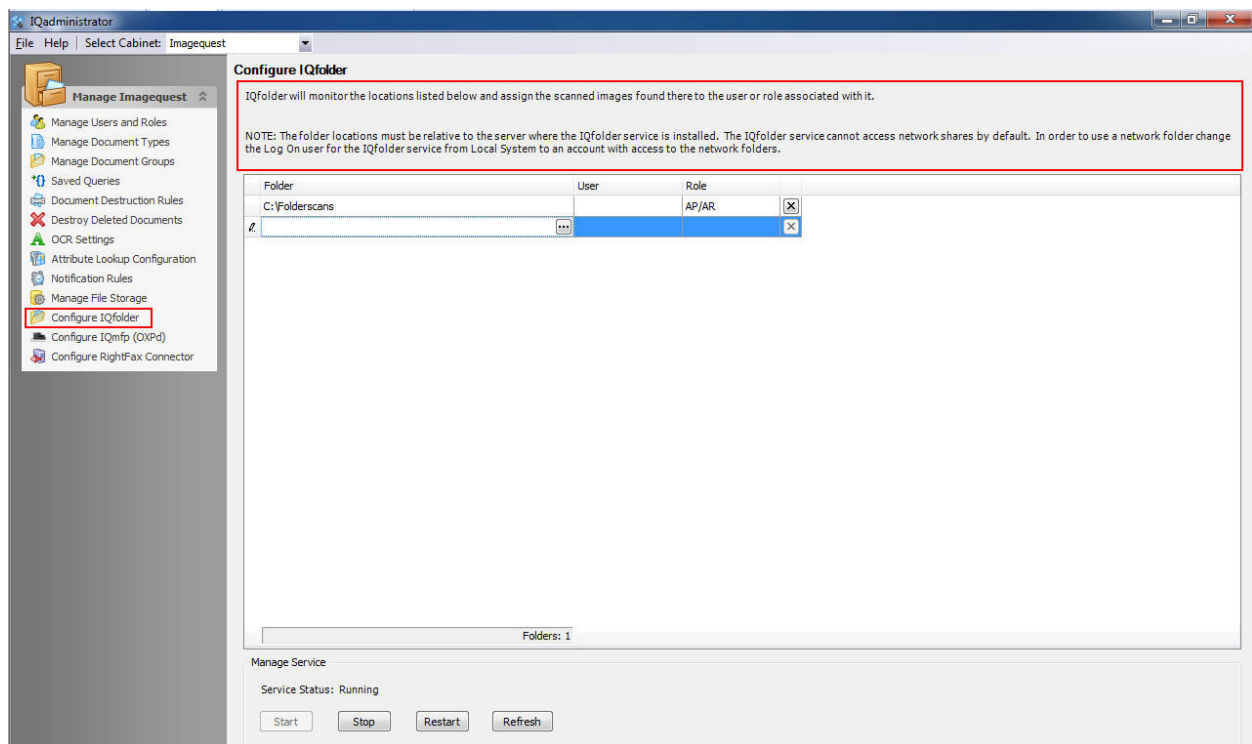 IQadministrator
File Help Select Cabinet: Imagequest
Manage Imagequest
Manage Users and Roles
Manage Document Types
Manage Document Groups
Saved Queries
Document Destruction Rules
Destroy Deleted Documents
OCR Settings
Attribute Lookup Configuration
Notification Rules
Manage File Storage
Configure IQfolder
Configure IQmfp (OXPd)
Configure RightFax Connector
Configure IQfolder
IQfolder will monitor the locations listed below and assign the scanned images found there to the user or role associated with it.
NOTE: The folder locations must be relative to the server where the IQfolder service is installed. The IQfolder service cannot access network shares by default. In order to use a network folder change
the Log On user for the IQfolder service from Local System to an account with access to the network folders.
Folder User Role
C:\Folderscans AP/AR
Folders: 1
Manage Service
Service Status: Running
Start Stop Restart Refresh